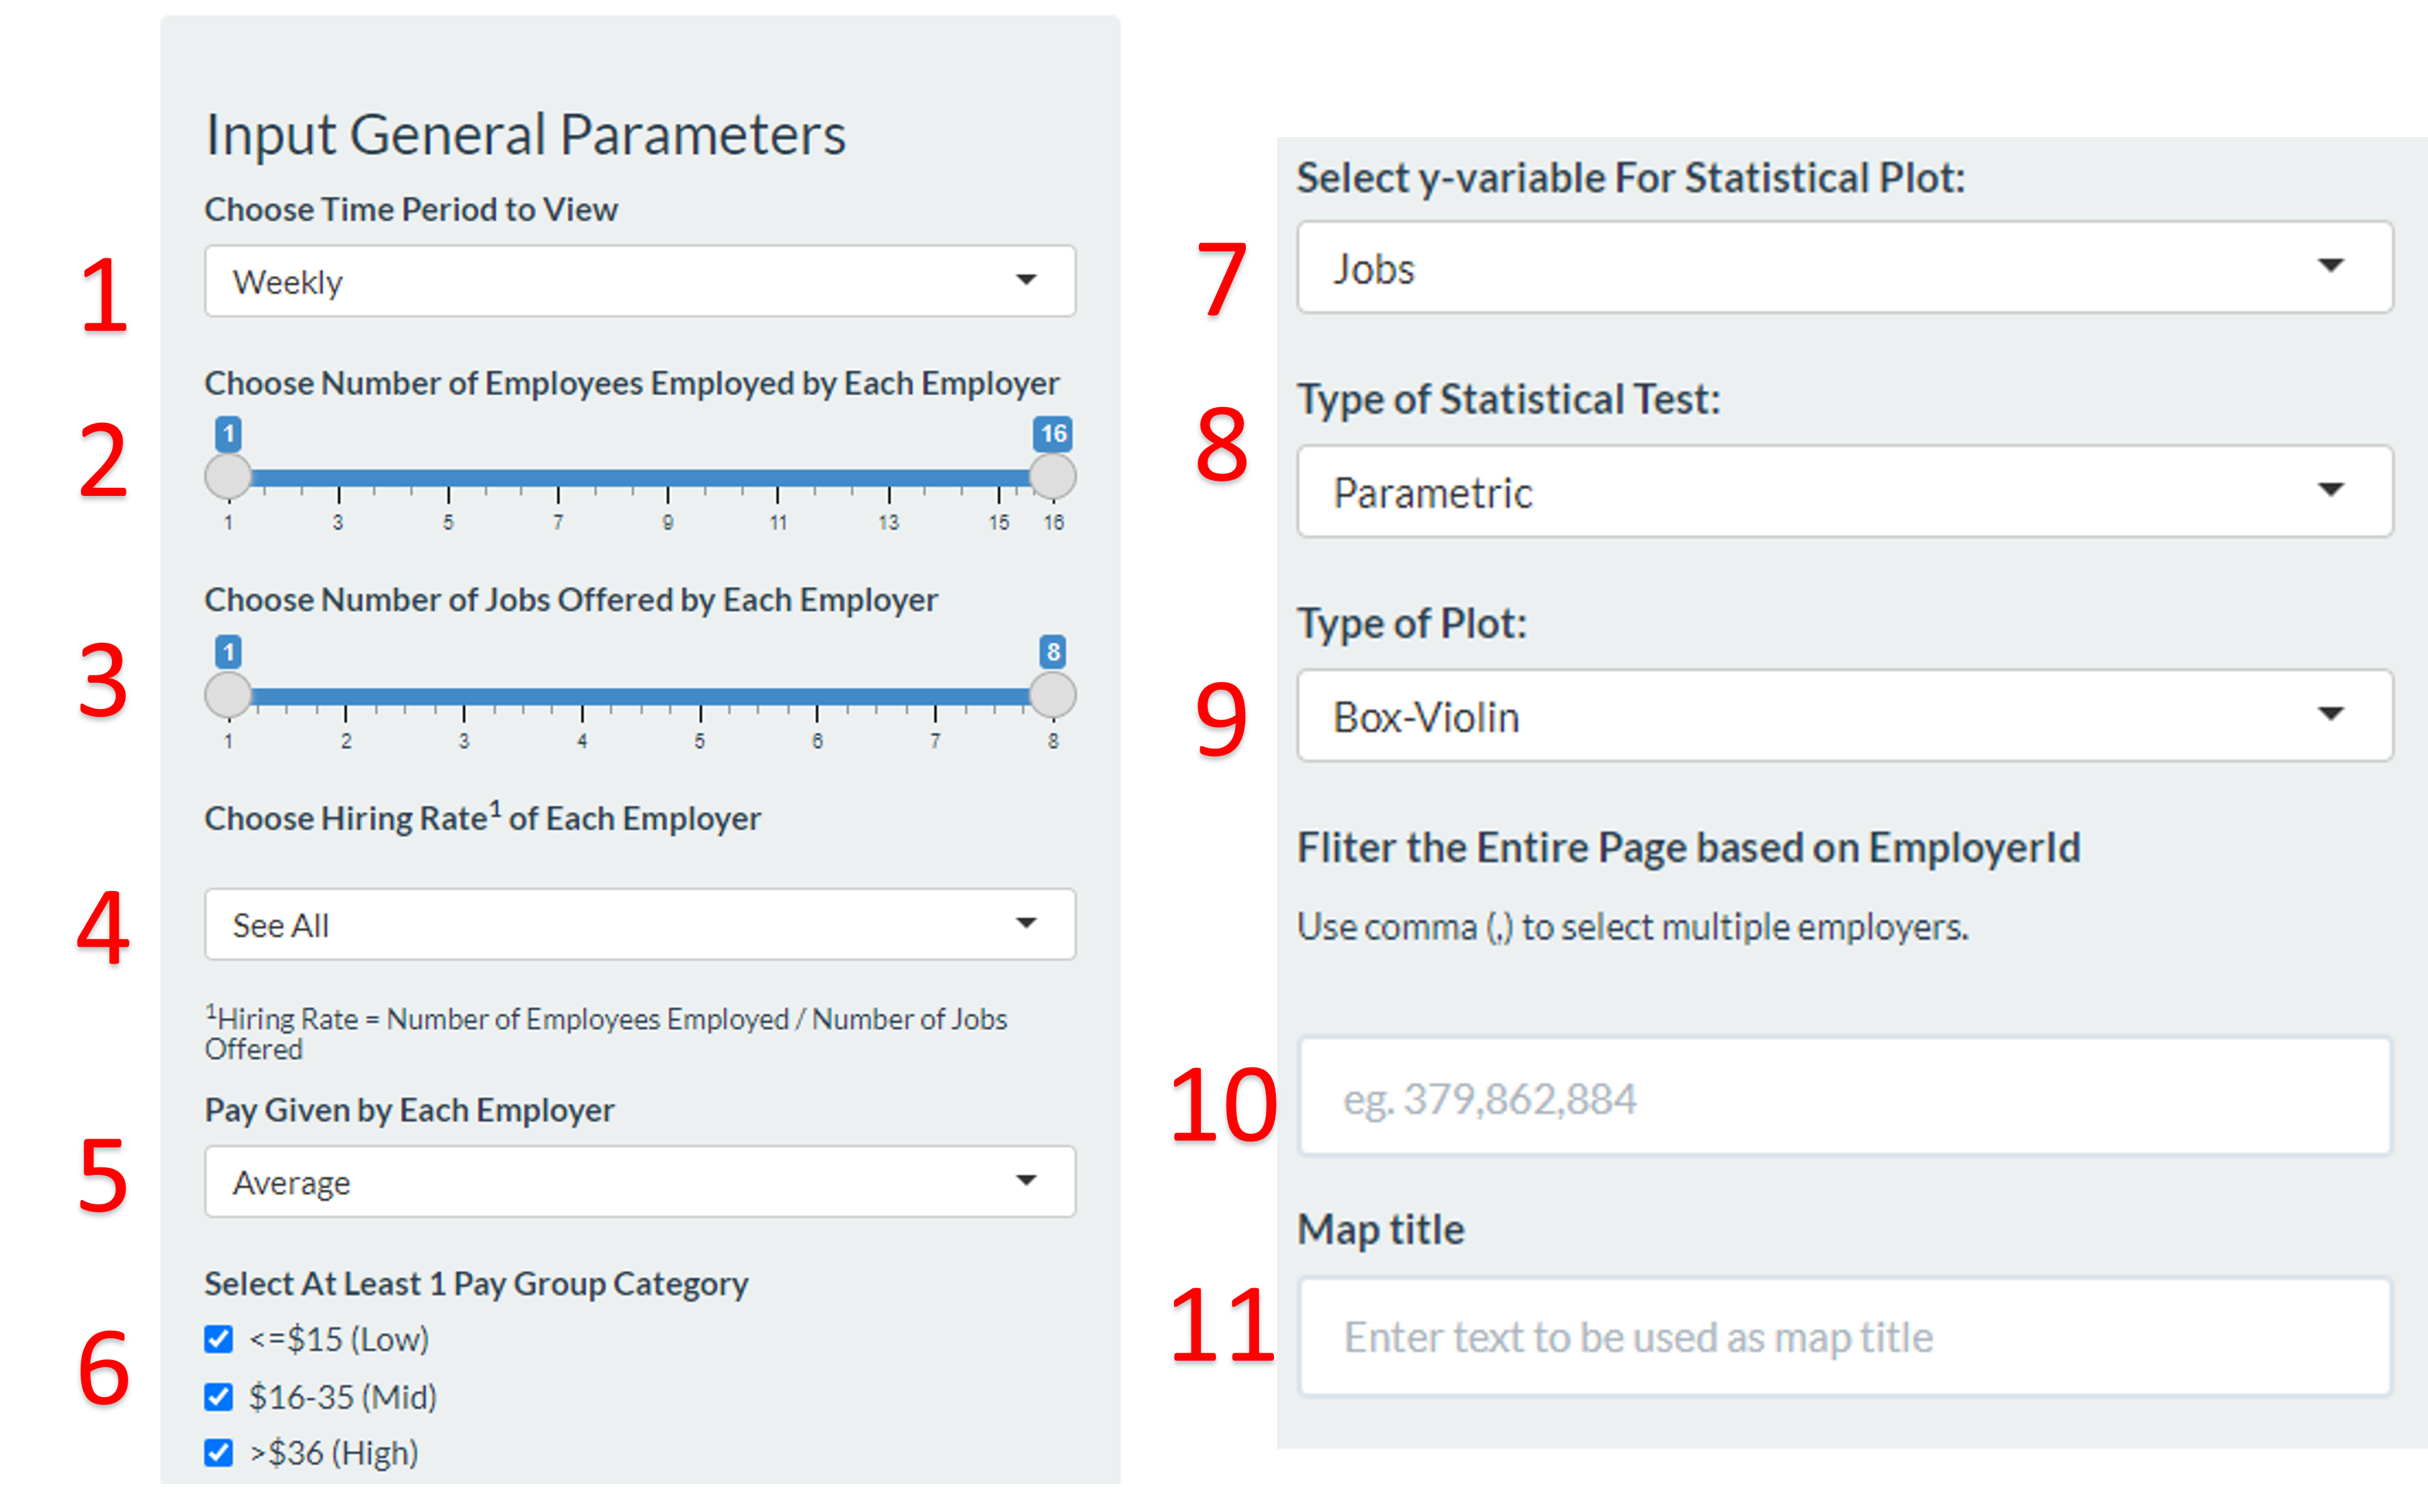 Input General Parameters
Choose Time Period to View
1
Weekly
Choose Number of Employees Employed by Each Employer
2
1 16
1 3 5 7 9 11 13 15 16
Choose Number of Jobs Offered by Each Employer
3
1 8
1 2 3 4 5 6 7 8
Choose Hiring Rate¹ of Each Employer
4
See All
¹Hiring Rate = Number of Employees Employed / Number of Jobs
Offered
Pay Given by Each Employer
5
Average
Select At Least 1 Pay Group Category
6
<=$15 (Low)
$16-35 (Mid)
>$36 (High)
Select y-variable For Statistical Plot:
7
Jobs
Type of Statistical Test:
8
Parametric
Type of Plot:
9
Box-Violin
Fliter the Entire Page based on EmployerId
Use comma (,) to select multiple employers.
10
eg. 379,862,884
Map title
11
Enter text to be used as map title